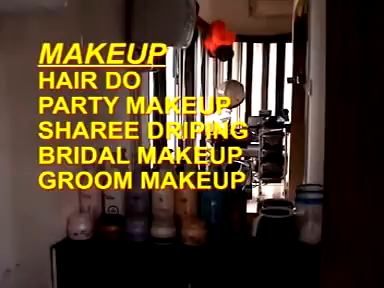 MAKEUP
HAIR DO
PARTY MAKEUP
SHAREE DRIPING
BRIDAL MAKEUP
GROOM MAKEUP